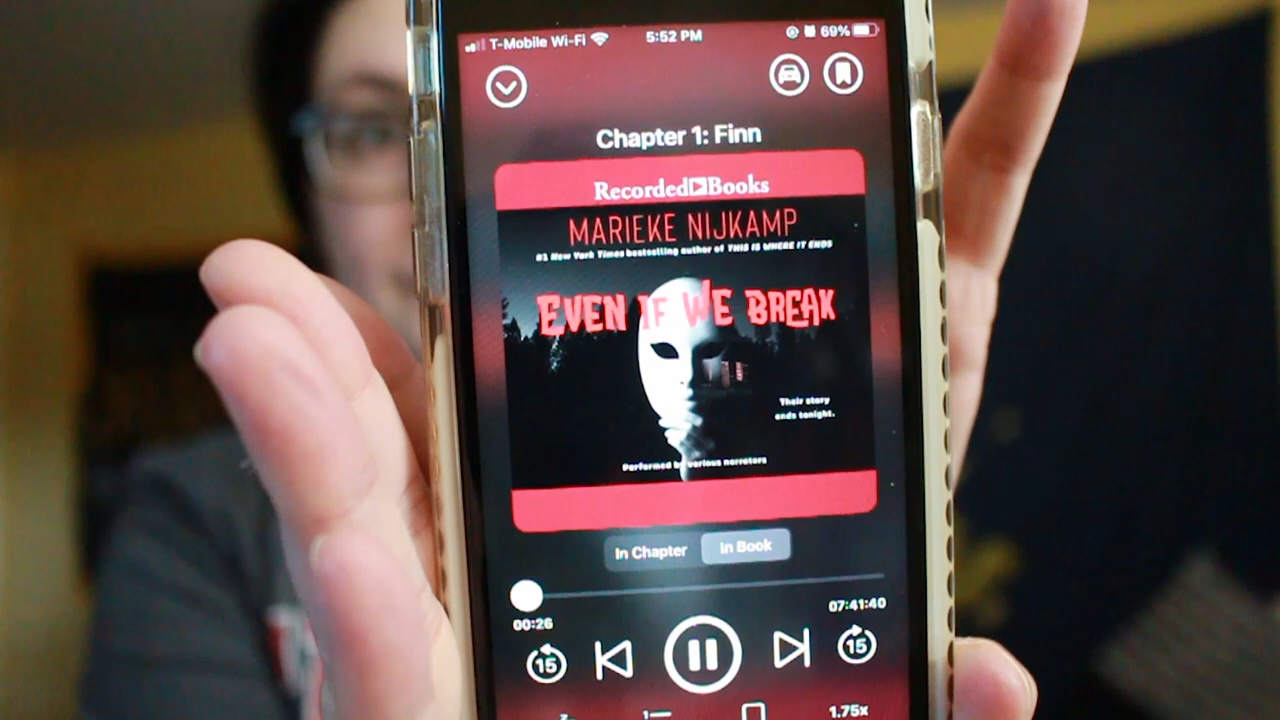 T-Mobile Wi-Fi 5:52 PM 69%
Chapter 1: Finn
Recorded Books
MARIEKE NIJKAMP
#1 New York Times bestselling author of THIS IS WHERE IT ENDS
EVEN IF WE BREAK
Their story
ends tonight.
Performed by various narrators
In Chapter In Book
00:26 07:41:40
15 15
1.75x